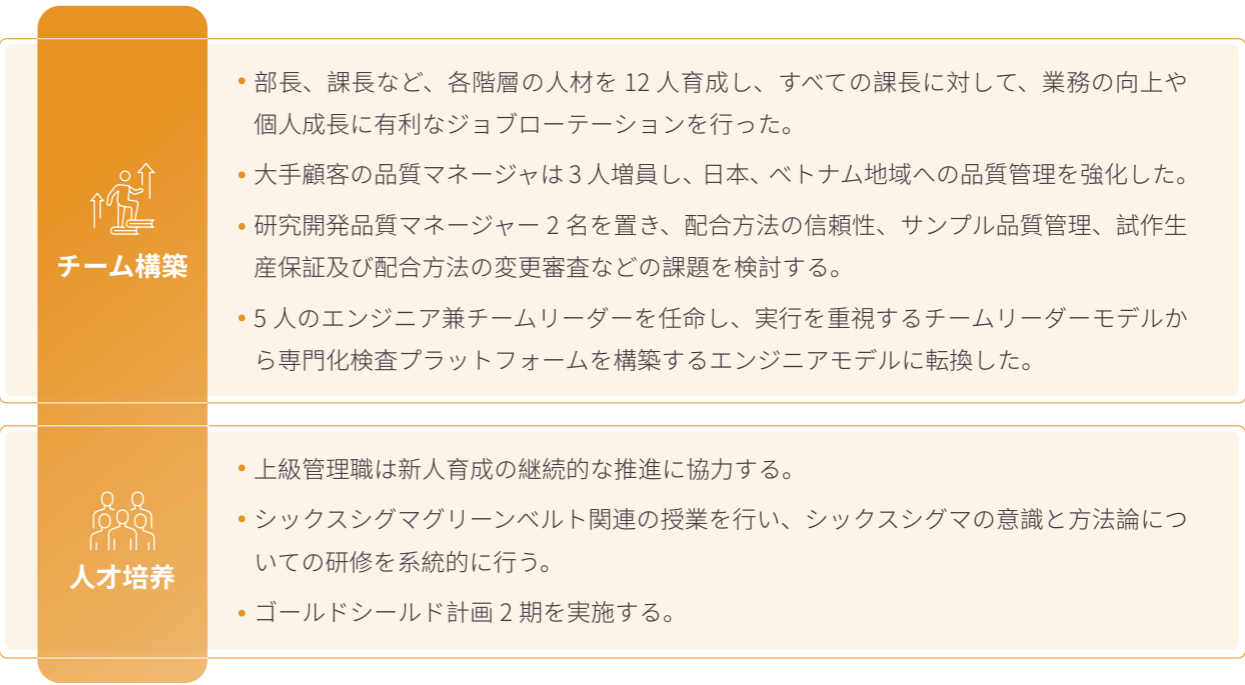 チーム構築
• 部長、課長など、各階層の人材を 12 人育成し、すべての課長に対して、業務の向上や
個人成長に有利なジョブローテーションを行った。
• 大手顧客の品質マネージャは 3 人増員し、日本、ベトナム地域への品質管理を強化した。
• 研究開発品質マネージャー 2 名を置き、配合方法の信頼性、サンプル品質管理、試作生
産保証及び配合方法の変更審査などの課題を検討する。
• 5 人のエンジニア兼チームリーダーを任命し、実行を重視するチームリーダーモデルか
ら専門化検査プラットフォームを構築するエンジニアモデルに転換した。
人才培养
• 上級管理職は新人育成の継続的な推進に協力する。
• シックスシグマグリーンベルト関連の授業を行い、シックスシグマの意識と方法論につ
いての研修を系統的に行う。
• ゴールドシールド計画 2 期を実施する。